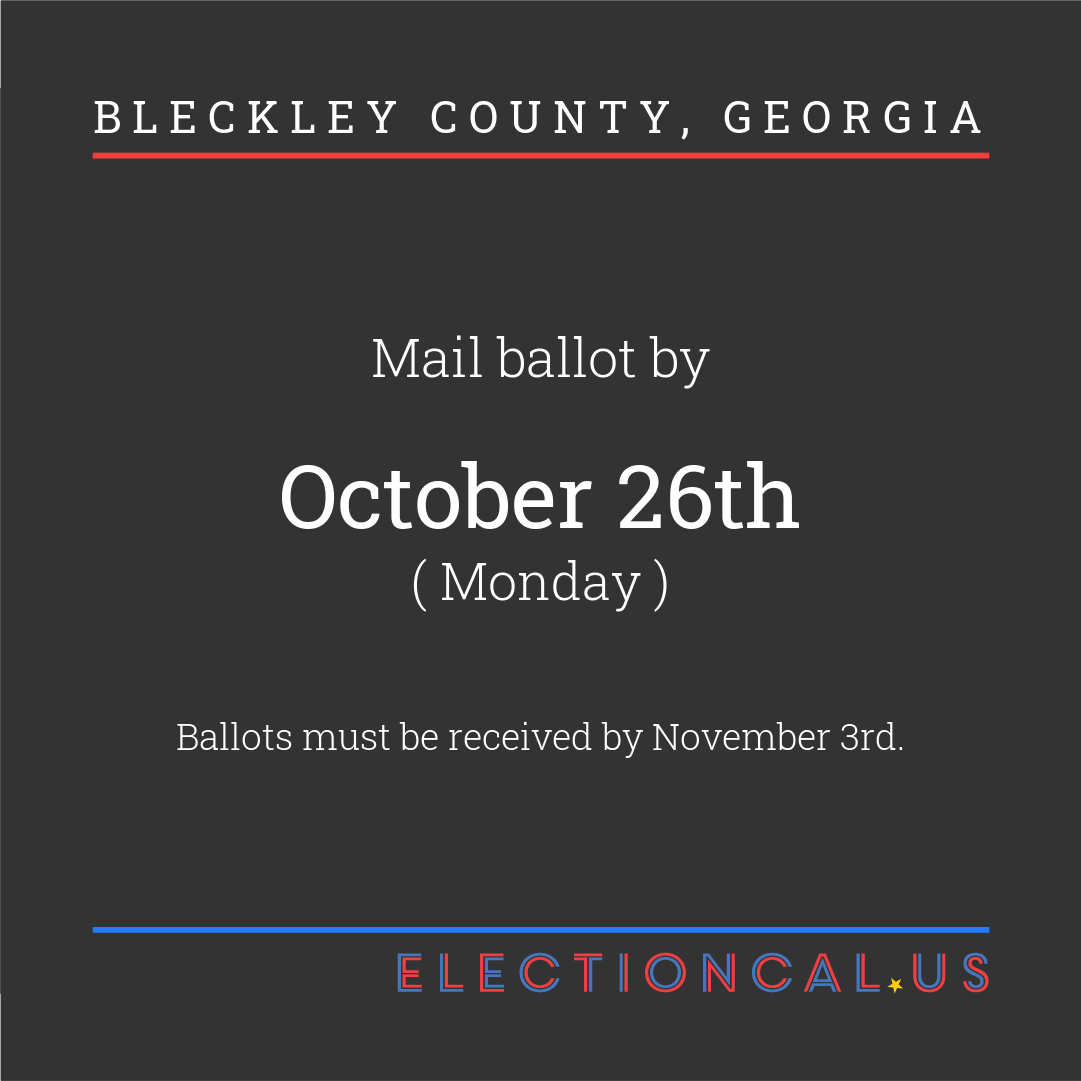 BLECKLEY COUNTY, GEORGIA
Mail ballot by
October 26th
( Monday )
Ballots must be received by November 3rd.
ELECTIONCAL.US